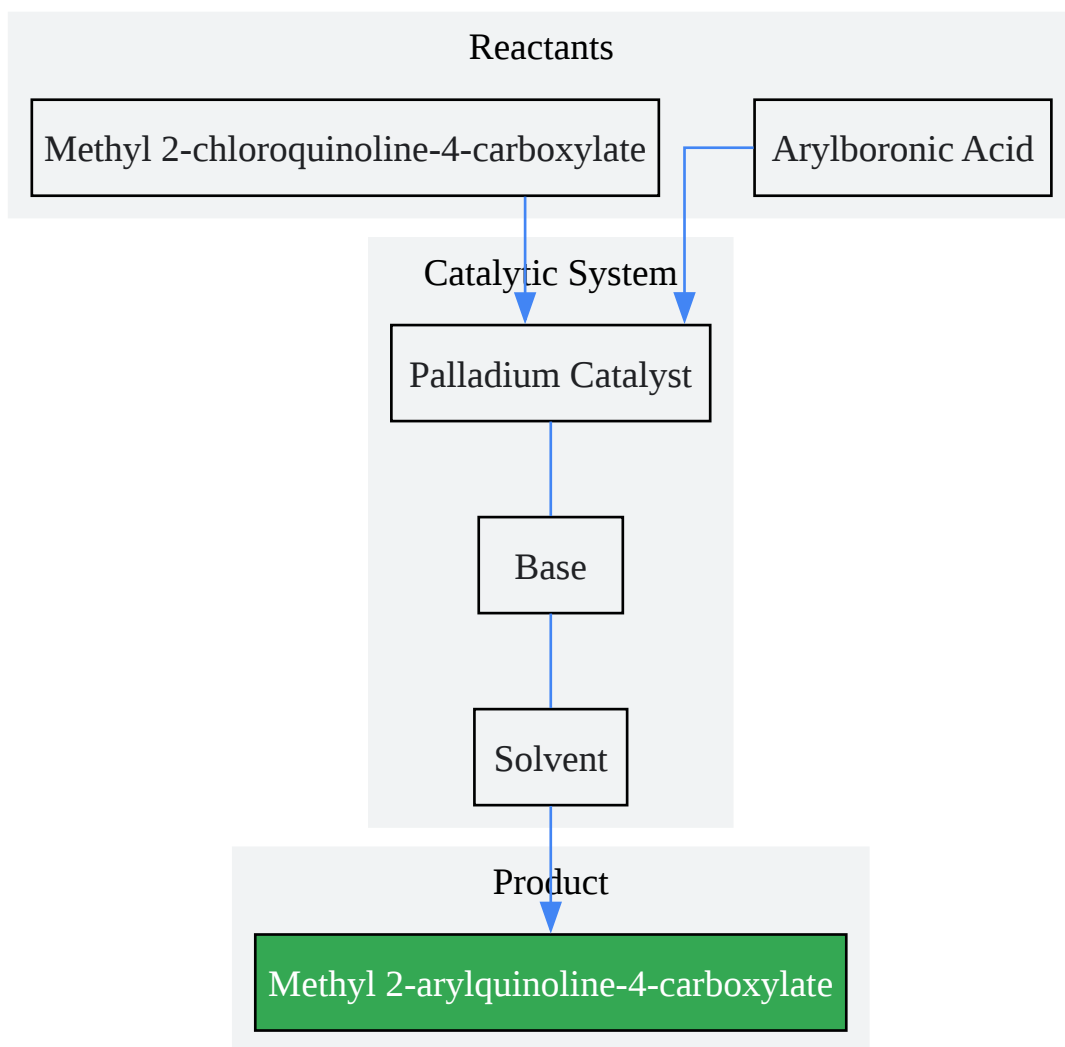 Reactants
Methyl 2-chloroquinoline-4-carboxylate
Arylboronic Acid
Catalytic System
Palladium Catalyst
Base
Solvent
Product
Methyl 2-arylquinoline-4-carboxylate